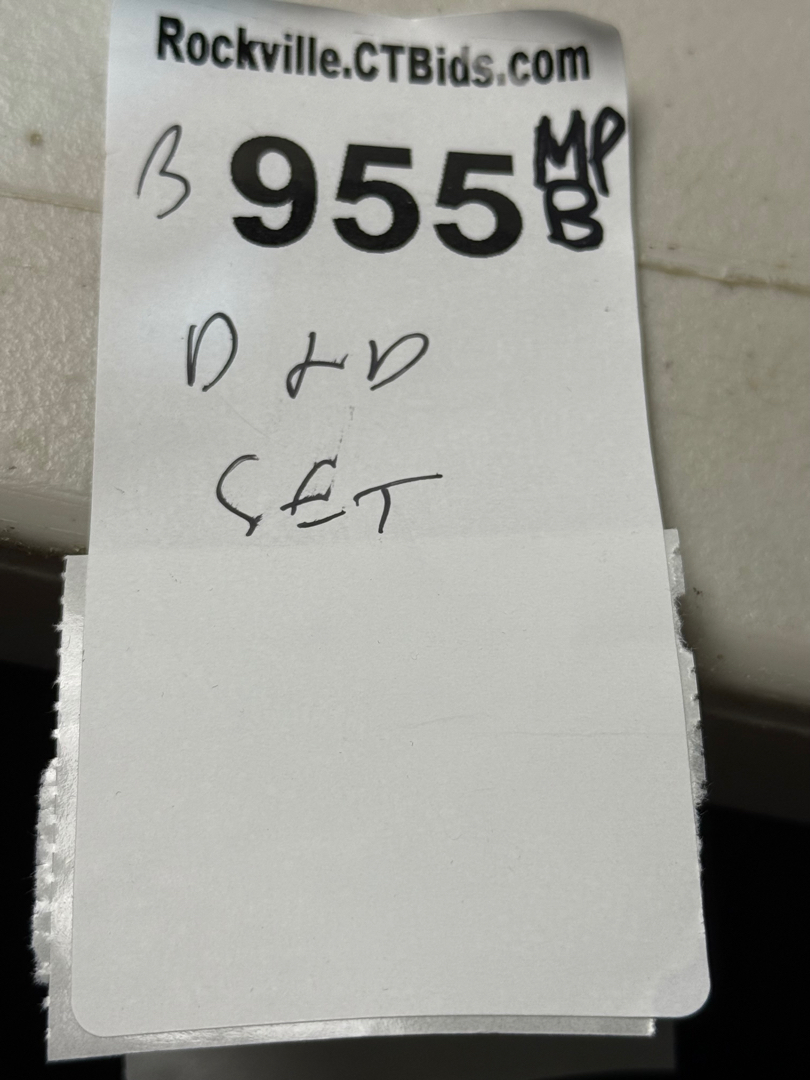 Rockville.CTBids.com
B 955 MP
B
D & D
SET